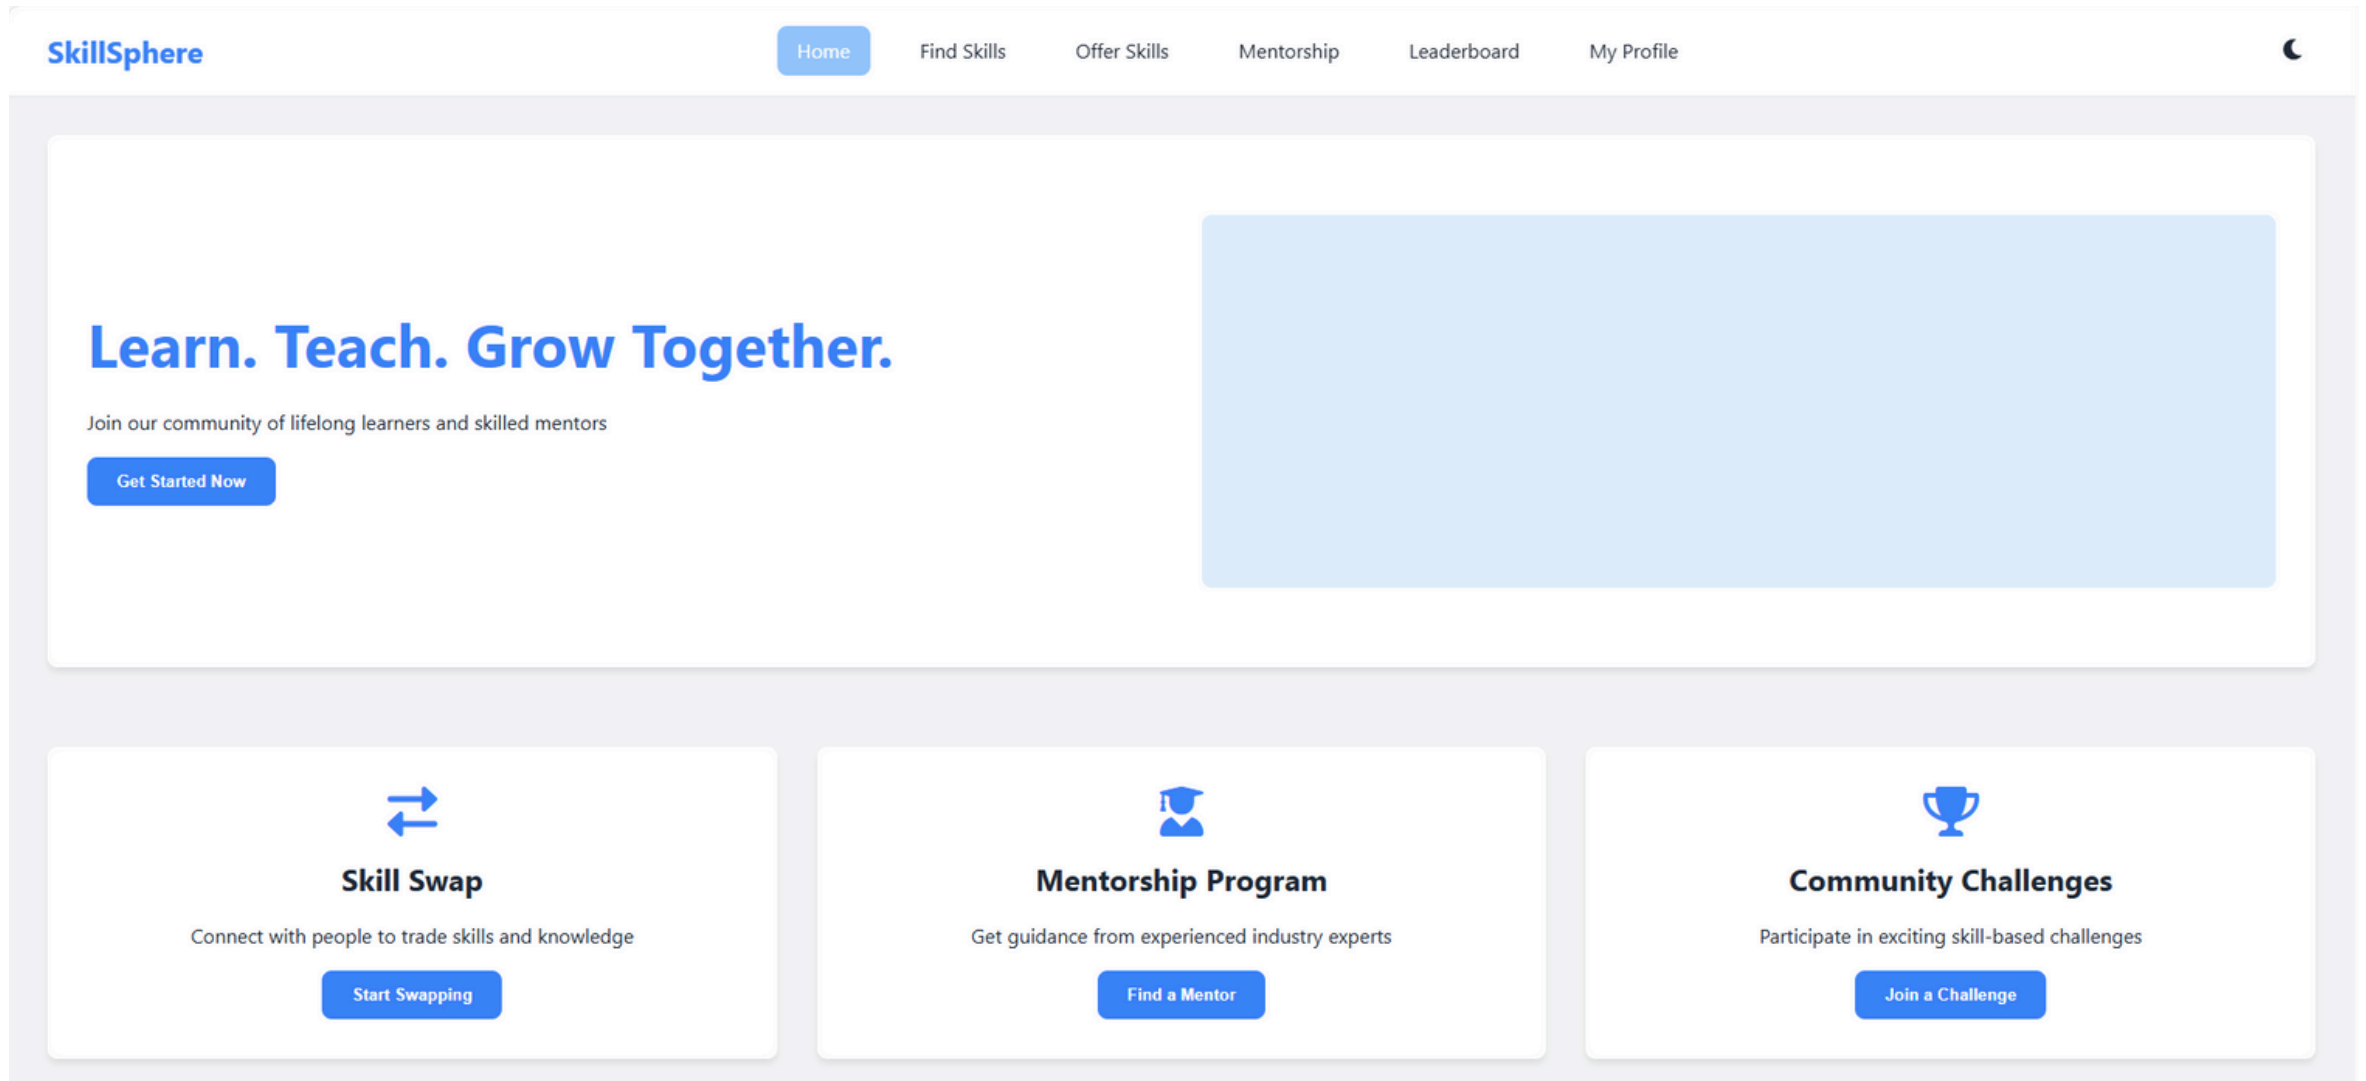 SkillSphere
Home
Find Skills
Offer Skills
Mentorship
Leaderboard
My Profile
Learn. Teach. Grow Together.
Join our community of lifelong learners and skilled mentors
Get Started Now
Skill Swap
Connect with people to trade skills and knowledge
Start Swapping
Mentorship Program
Get guidance from experienced industry experts
Find a Mentor
Community Challenges
Participate in exciting skill-based challenges
Join a Challenge